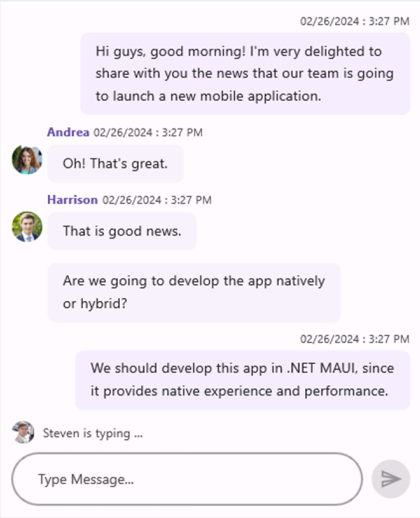 02/26/2024 : 3:27 PM
Hi guys, good morning! I'm very delighted to
share with you the news that our team is going
to launch a new mobile application.
Andrea 02/26/2024 : 3:27 PM
Oh! That's great.
Harrison 02/26/2024 : 3:27 PM
That is good news.
Are we going to develop the app natively
or hybrid?
02/26/2024 : 3:27 PM
We should develop this app in .NET MAUI, since
it provides native experience and performance.
Steven is typing ...
Type Message...